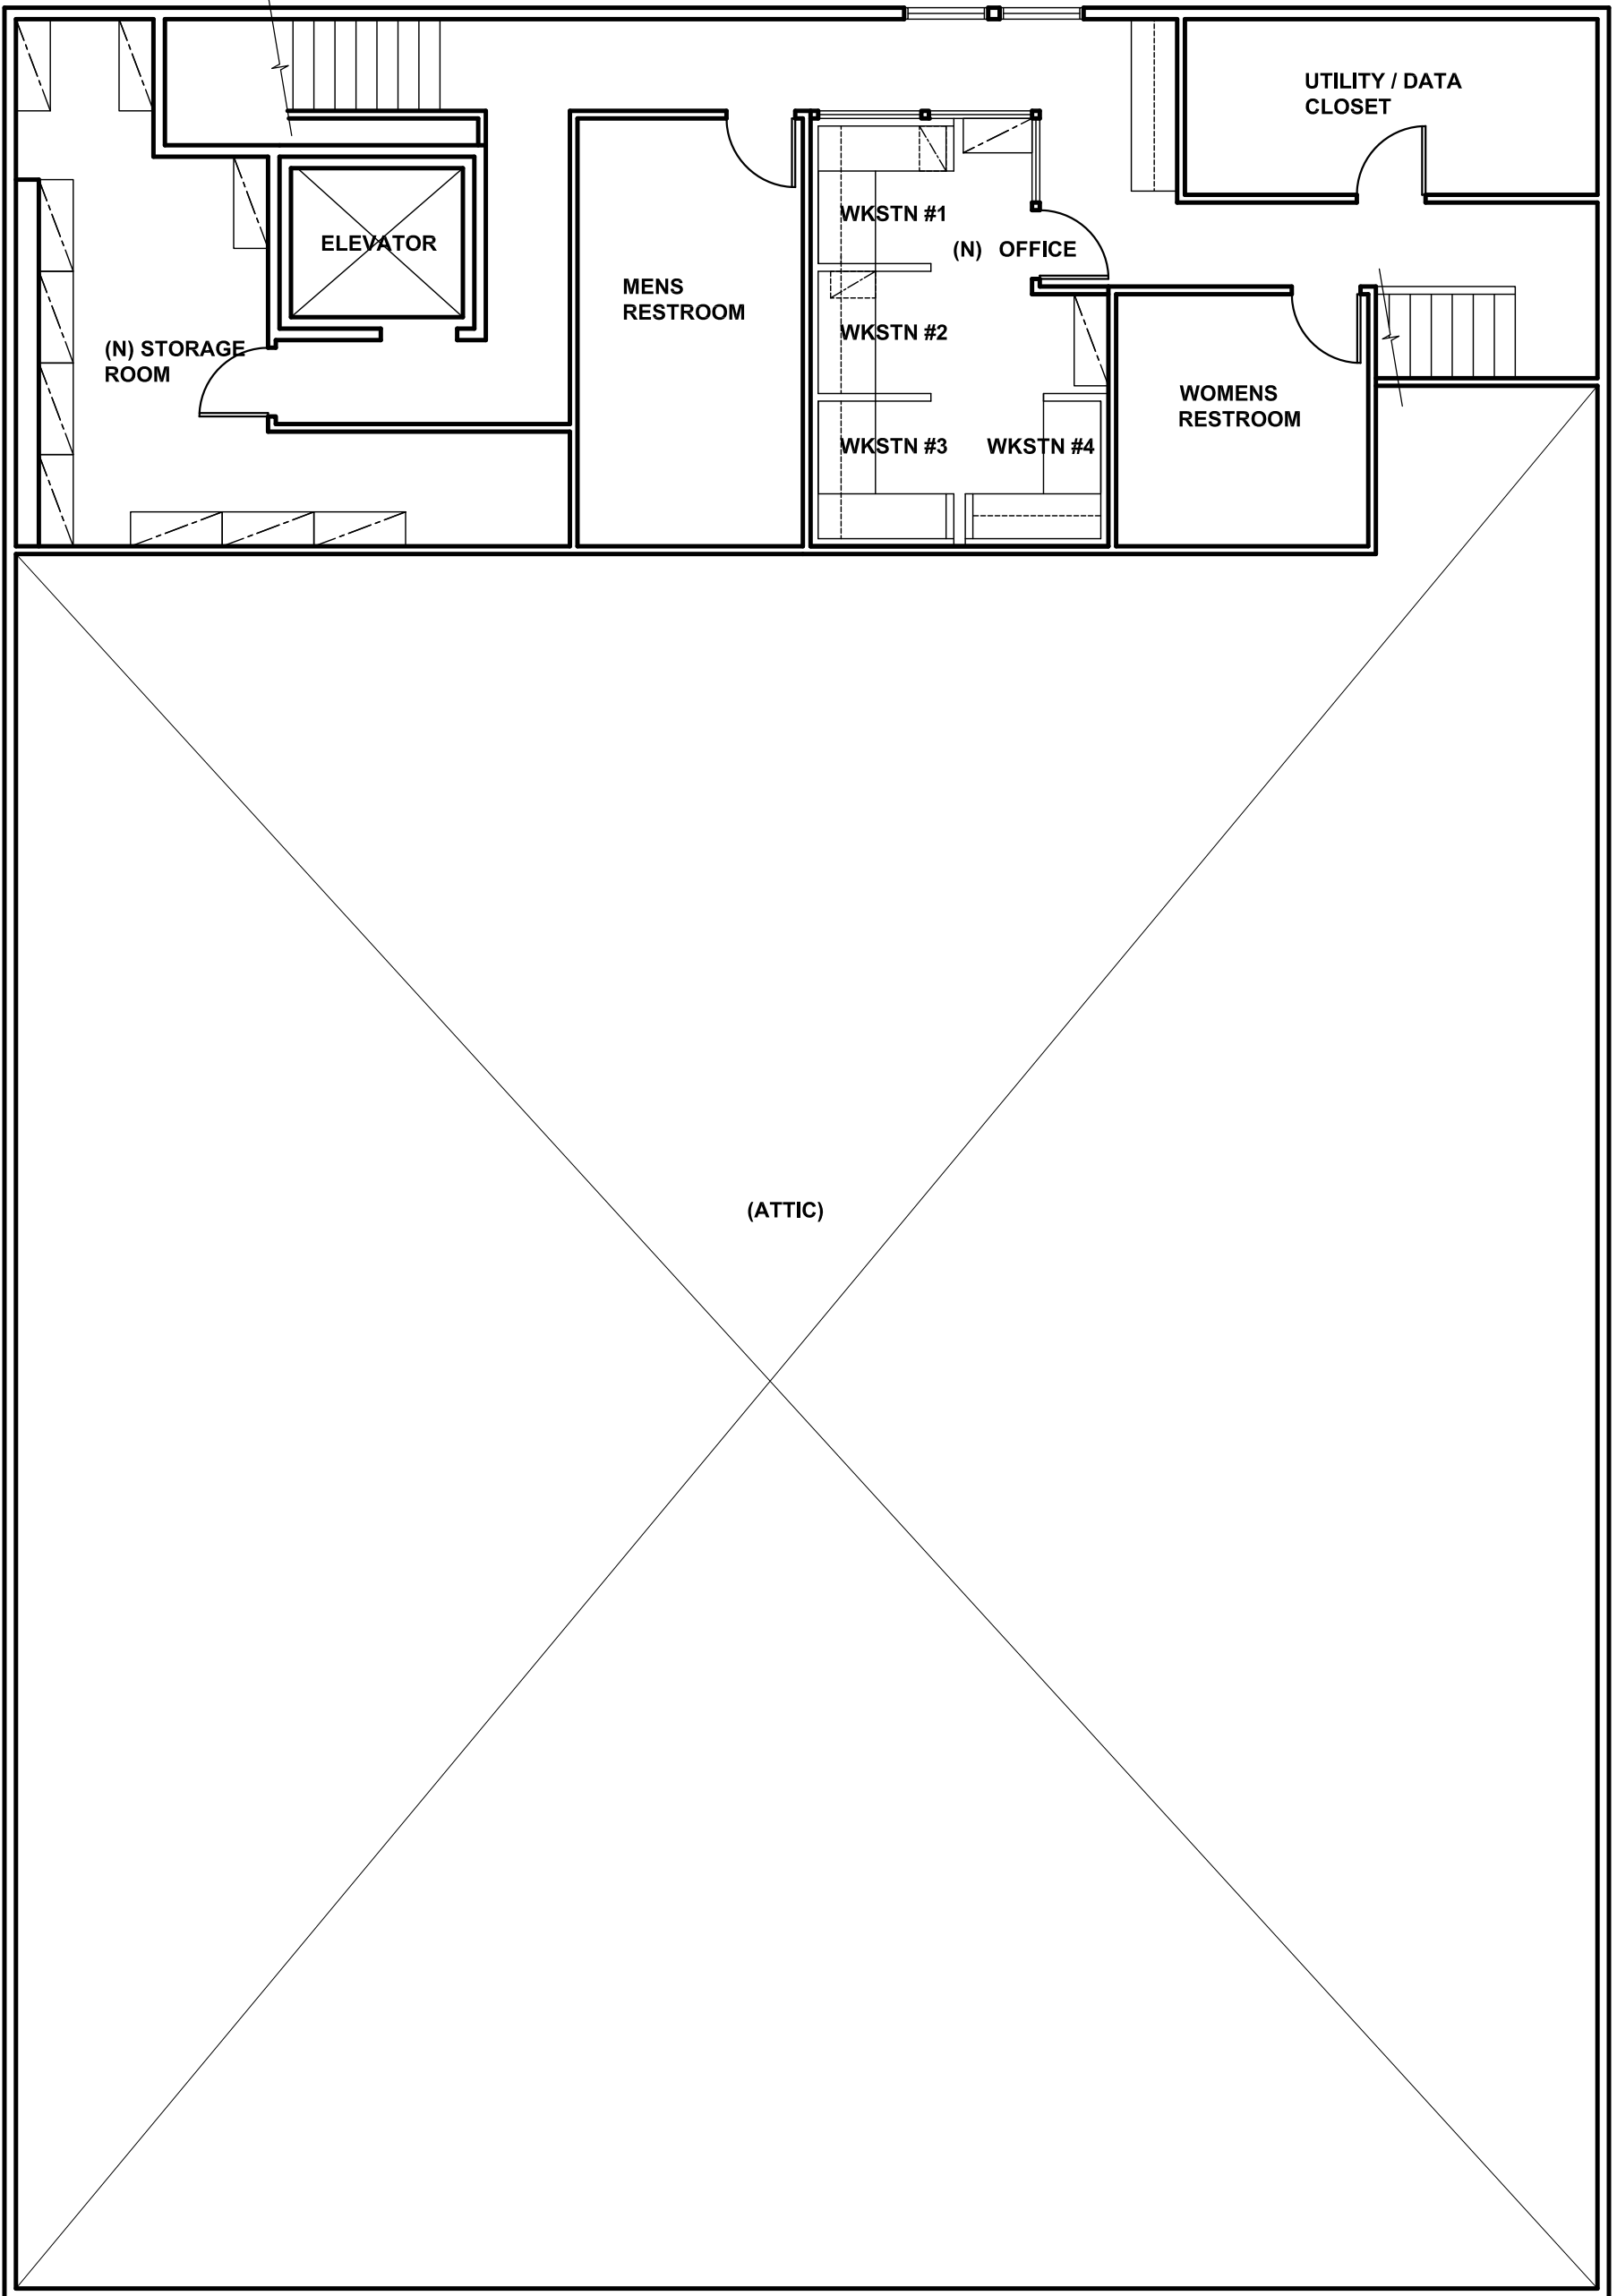 UTILITY / DATA
CLOSET
WKSTN #1
ELEVATOR
(N) OFFICE
MENS
RESTROOM
WKSTN #2
(N) STORAGE
ROOM
WOMENS
RESTROOM
WKSTN #3
WKSTN #4
(ATTIC)